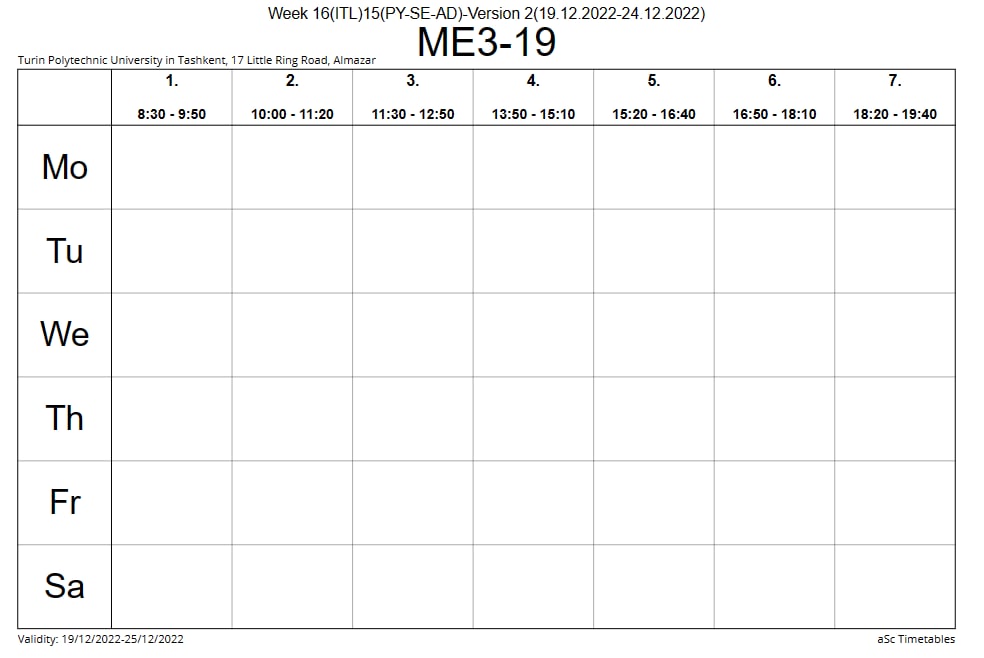 Week 16(ITL)15(PY-SE-AD)-Version 2(19.12.2022-24.12.2022)
ME3-19
Turin Polytechnic University in Tashkent, 17 Little Ring Road, Almazar
1. 2. 3. 4. 5. 6. 7.
8:30 - 9:50 10:00 - 11:20 11:30 - 12:50 13:50 - 15:10 15:20 - 16:40 16:50 - 18:10 18:20 - 19:40
Mo
Tu
We
Th
Fr
Sa
Validity: 19/12/2022-25/12/2022 aSc Timetables